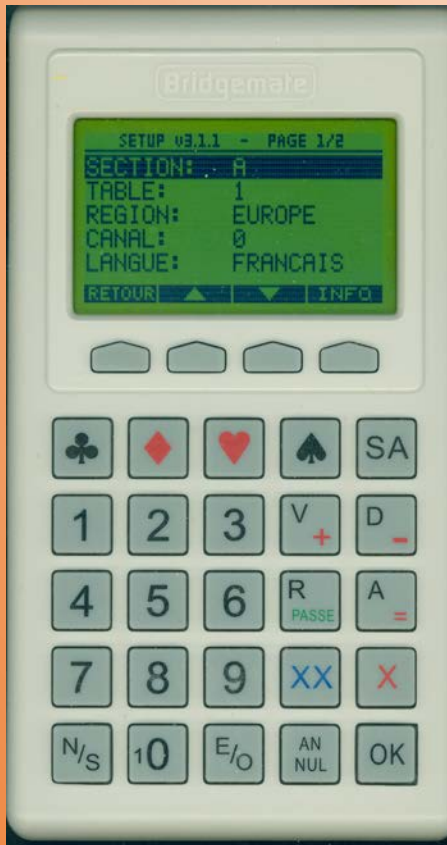 Bridgemate
SETUP v3.1.1 - PAGE 1/2
SECTION: A
TABLE: 1
REGION: EUROPE
CANAL: 0
LANGUE: FRANCAIS
RETOUR INFO
SA
1 2 3 V + D -
4 5 6 R PASSE A =
7 8 9 XX X
N/S 10 E/O AN NUL OK